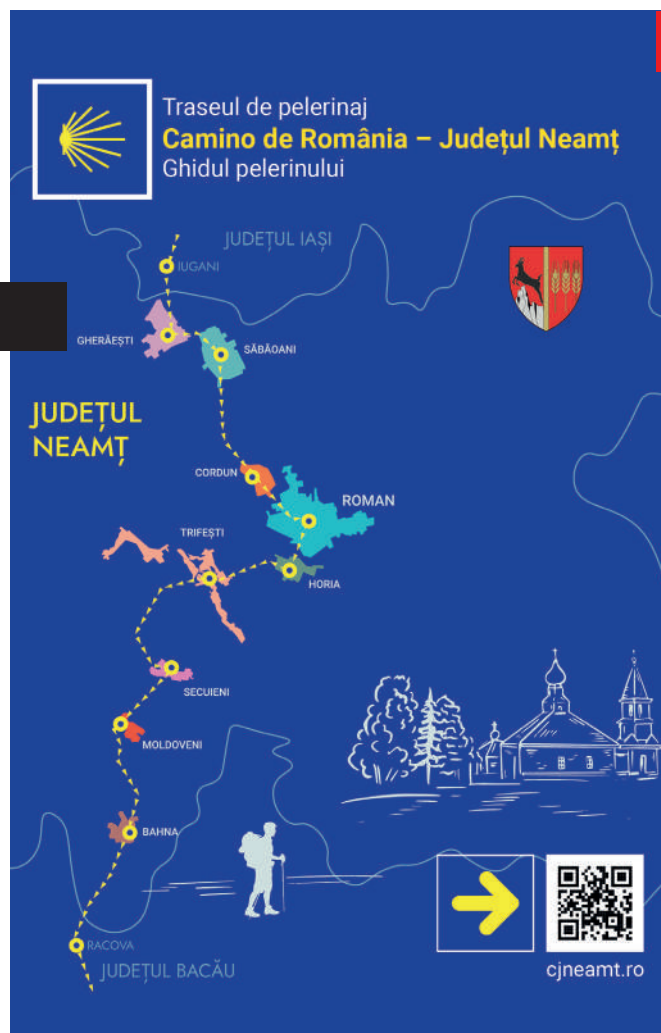 Traseul de pelerinaj
Camino de România – Județul Neamț
Ghidul pelerinului
JUDEȚUL IAȘI
IUGANI
GHERĂEȘTI
SĂBĂOANI
JUDEȚUL
NEAMȚ
CORDUN
ROMAN
TRIFEȘTI
HORIA
SECUIENI
MOLDOVENI
BAHNA
RACOVA
JUDEȚUL BACĂU
cjneamt.ro